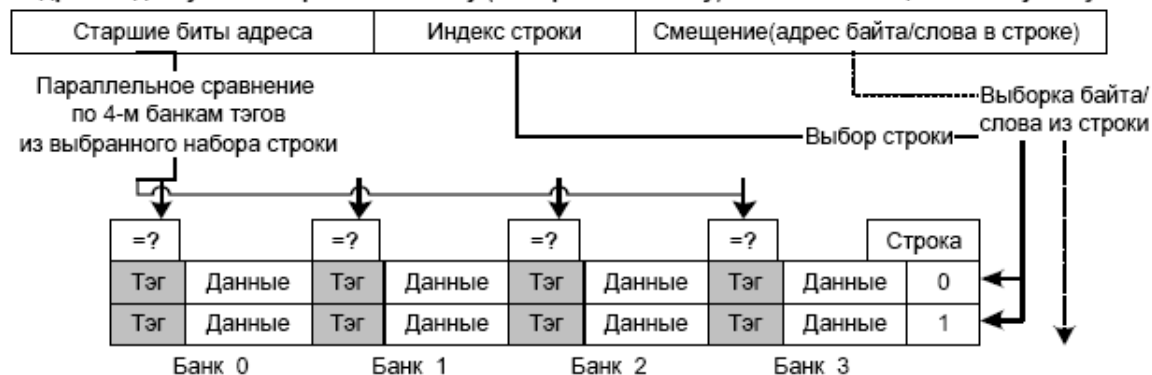 Старшие биты адреса Индекс строки Смещение(адрес байта/слова в строке)
Параллельное сравнение
по 4-м банкам тэгов
из выбранного набора строки
Выбор строки
Выборка байта/
слова из строки
=? =? =? =? Строка
Тэг Данные Тэг Данные Тэг Данные Тэг Данные 0
Тэг Данные Тэг Данные Тэг Данные Тэг Данные 1
Банк 0 Банк 1 Банк 2 Банк 3